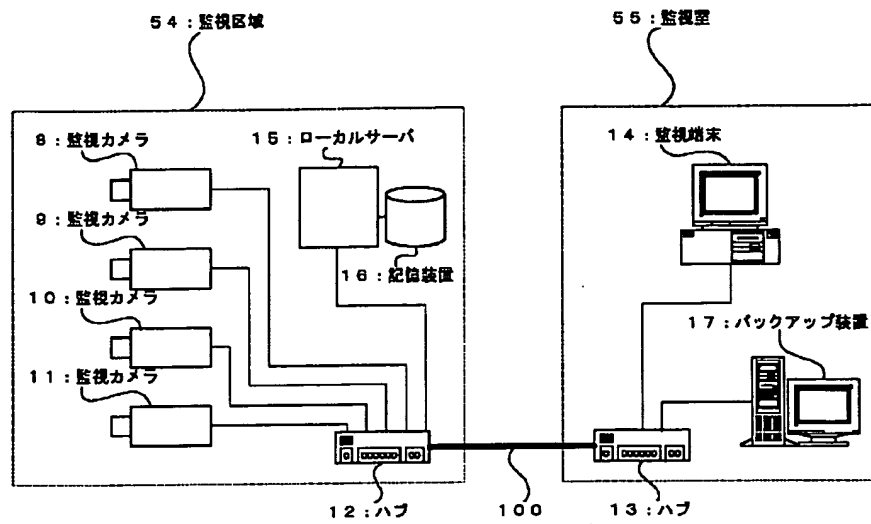 ５４：監視区域
５５：監視室
８：監視カメラ
１５：ローカルサーバ
１４：監視端末
９：監視カメラ
１６：記憶装置
１０：監視カメラ
１７：バックアップ装置
１１：監視カメラ
１２：ハブ
１００
１３：ハブ